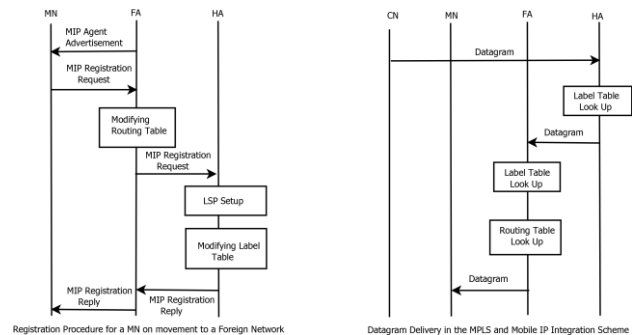 MN
FA
HA
MIP Agent
Advertisement
MIP Registration
Request
Modifying
Routing Table
MIP Registration
Request
LSP Setup
Modifying Label
Table
MIP Registration
Reply
MIP Registration
Reply
Registration Procedure for a MN on movement to a Foreign Network
CN
MN
FA
HA
Datagram
Label Table
Look Up
Datagram
Label Table
Look Up
Routing Table
Look Up
Datagram
Datagram Delivery in the MPLS and Mobile IP Integration Scheme